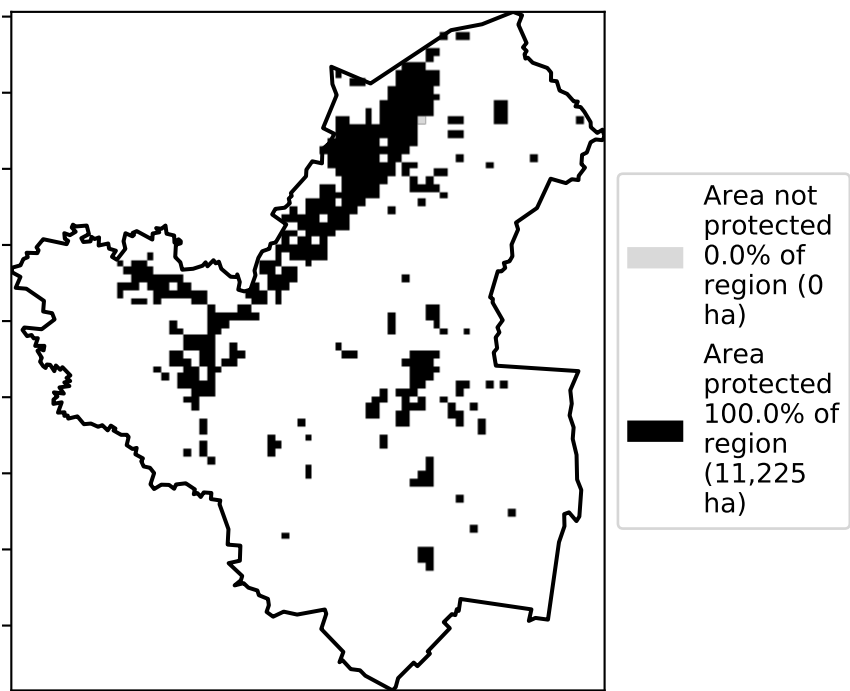 Area not
protected
0.0% of
region (0
ha)
Area
protected
100.0% of
region
(11,225
ha)